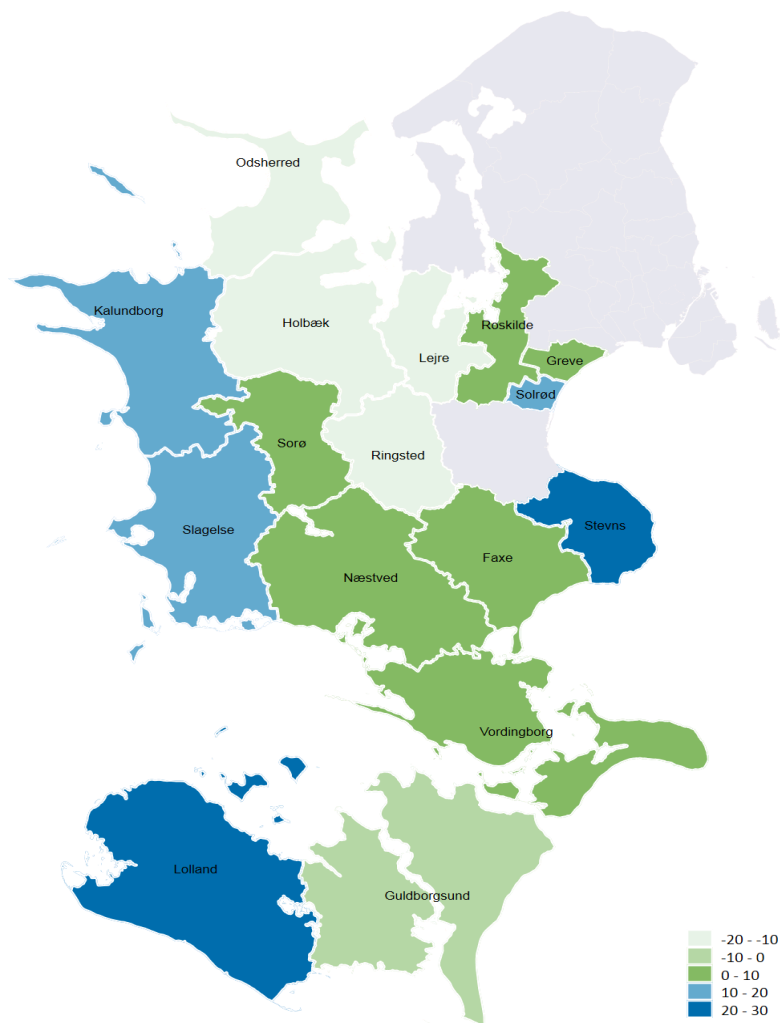 Odsherred
Kalundborg
Holbæk
Roskilde
Lejre
Greve
Solrød
Sorø
Ringsted
Slagelse
Stevns
Faxe
Næstved
Vordingborg
Lolland
Guldborgsund
-20 - -10
-10 - 0
0 - 10
10 - 20
20 - 30